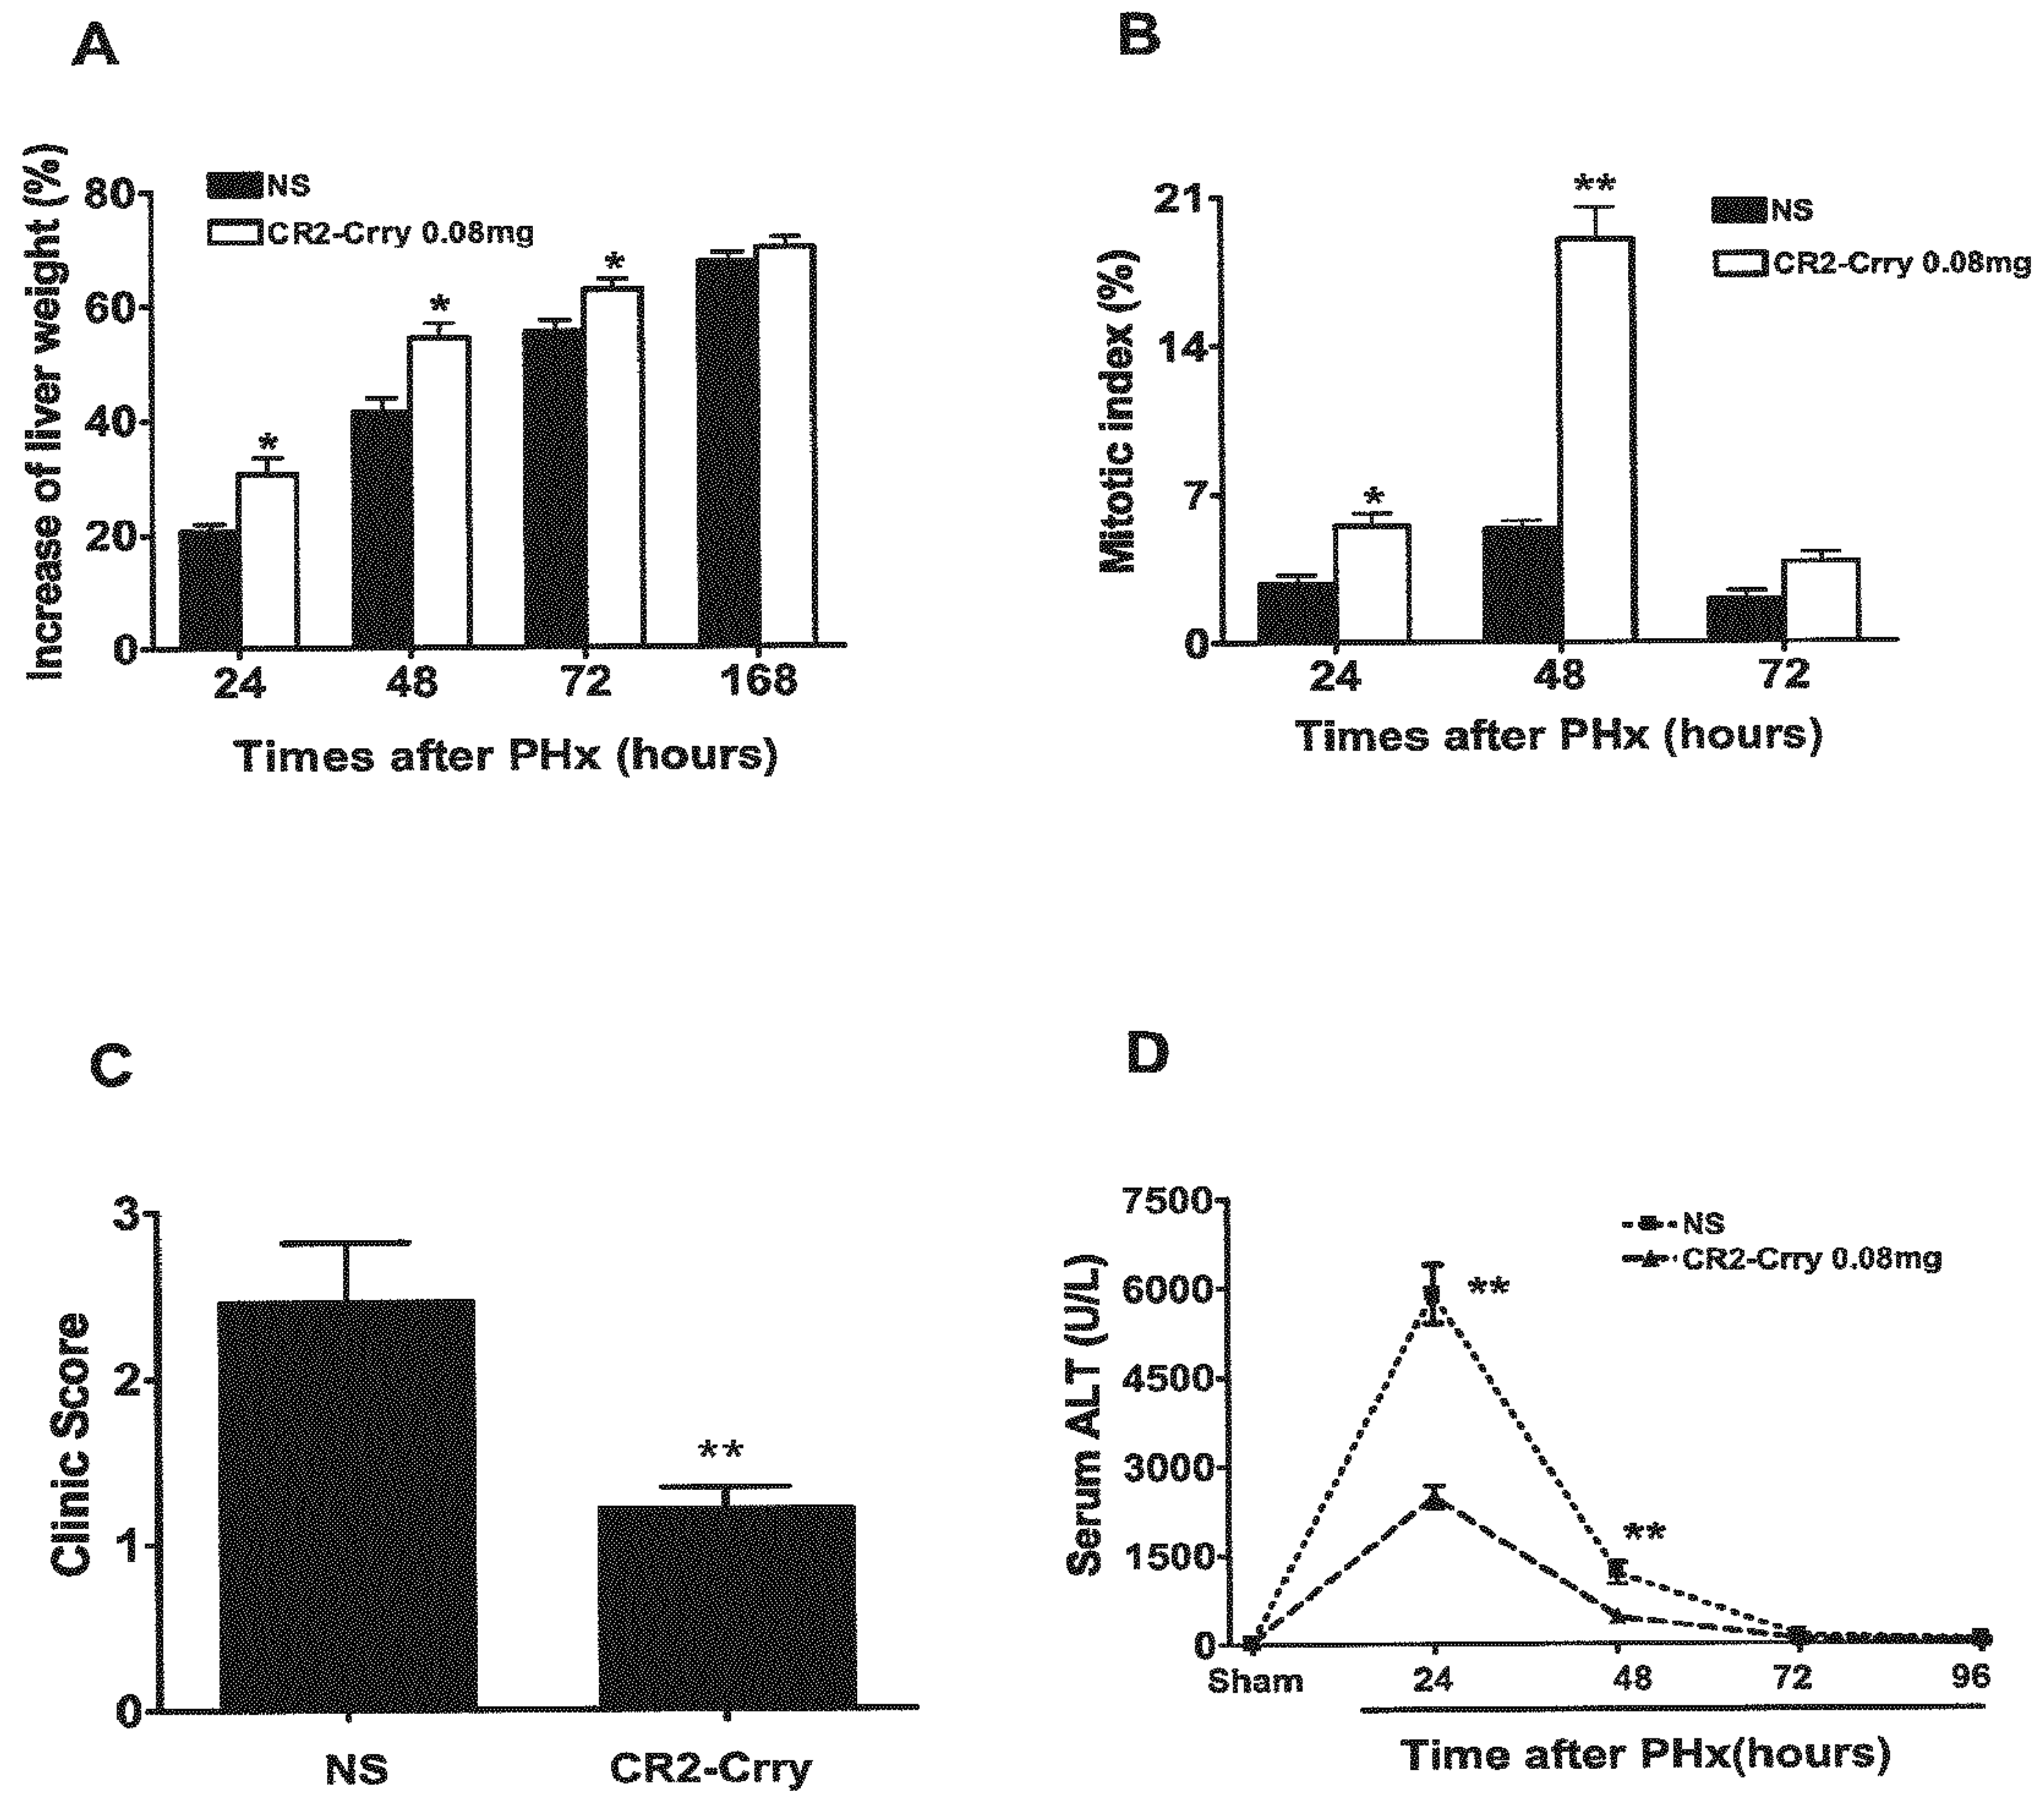 A
Increase of liver weight (%)
80
60
40
20
0
NS
CR2-Crry 0.08mg
*
*
*
24 48 72 168
Times after PHx (hours)
B
Mitotic index (%)
21
14
7
0
NS
CR2-Crry 0.08mg
*
**
24 48 72
Times after PHx (hours)
C
Clinic Score
3
2
1
0
**
NS CR2-Crry
D
Serum ALT (U/L)
7500
6000
4500
3000
1500
0
NS
CR2-Crry 0.08mg
**
**
Sham 24 48 72 96
Time after PHx(hours)